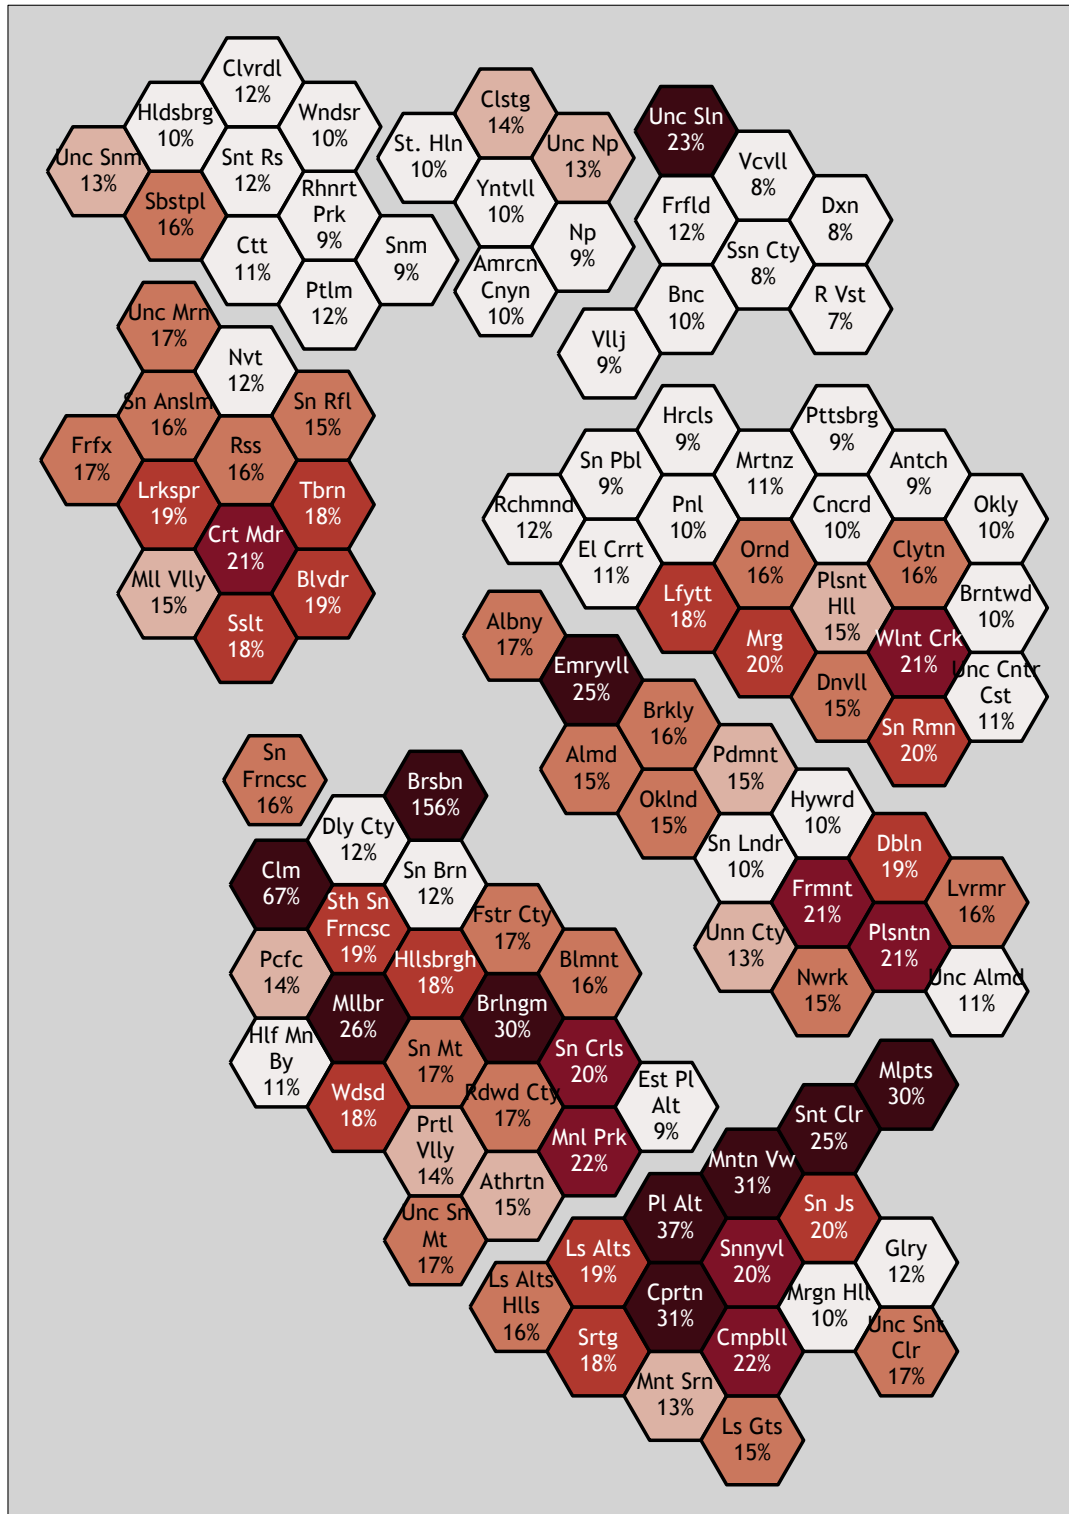 Clvrdl
12%
Hldsbrg
10%
Wndsr
10%
Unc Snm
13%
Snt Rs
12%
Sbstpl
16%
Rhnrt
Prk
9%
Ctt
11%
Snm
9%
Ptlm
12%
Clstg
14%
St. Hln
10%
Unc Np
13%
Yntvll
10%
Np
9%
Amrcn
Cnyn
10%
Unc Sln
23%
Vcvll
8%
Frfld
12%
Dxn
8%
Ssn Cty
8%
Bnc
10%
R Vst
7%
Vllj
9%
Unc Mrn
17%
Nvt
12%
Sn Anslm
16%
Sn Rfl
15%
Frfx
17%
Rss
16%
Lrkspr
19%
Tbrn
18%
Crt Mdr
21%
Mll Vlly
15%
Blvdr
19%
Sslt
18%
Hrcls
9%
Pttsbrg
9%
Sn Pbl
9%
Mrtnz
11%
Antch
9%
Rchmnd
12%
Pnl
10%
Cncrd
10%
Okly
10%
El Crrt
11%
Ornd
16%
Clytn
16%
Lfytt
18%
Plsnt
Hll
15%
Brntwd
10%
Mrg
20%
Wlnt Crk
21%
Dnvll
15%
Unc Cntr
Cst
11%
Sn Rmn
20%
Albny
17%
Emryvll
25%
Brkly
16%
Almd
15%
Pdmnt
15%
Oklnd
15%
Hywrd
10%
Sn Lndr
10%
Dbln
19%
Frmnt
21%
Lvrmr
16%
Unn Cty
13%
Plsntn
21%
Nwrk
15%
Unc Almd
11%
Sn
Frncsc
16%
Brsbn
156%
Dly Cty
12%
Clm
67%
Sn Brn
12%
Sth Sn
Frncsc
19%
Fstr Cty
17%
Pcfc
14%
Hllsbrgh
18%
Blmnt
16%
Mllbr
26%
Brlngm
30%
Hlf Mn
By
11%
Sn Mt
17%
Sn Crls
20%
Wdsd
18%
Rdwd Cty
17%
Est Pl
Alt
9%
Prtl
Vlly
14%
Mnl Prk
22%
Athrtn
15%
Unc Sn
Mt
17%
Mlpts
30%
Snt Clr
25%
Mntn Vw
31%
Pl Alt
37%
Sn Js
20%
Ls Alts
19%
Snnyvl
20%
Glry
12%
Ls Alts
Hlls
16%
Cprtn
31%
Mrgn Hll
10%
Srtg
18%
Cmpbll
22%
Unc Snt
Clr
17%
Mnt Srn
13%
Ls Gts
15%